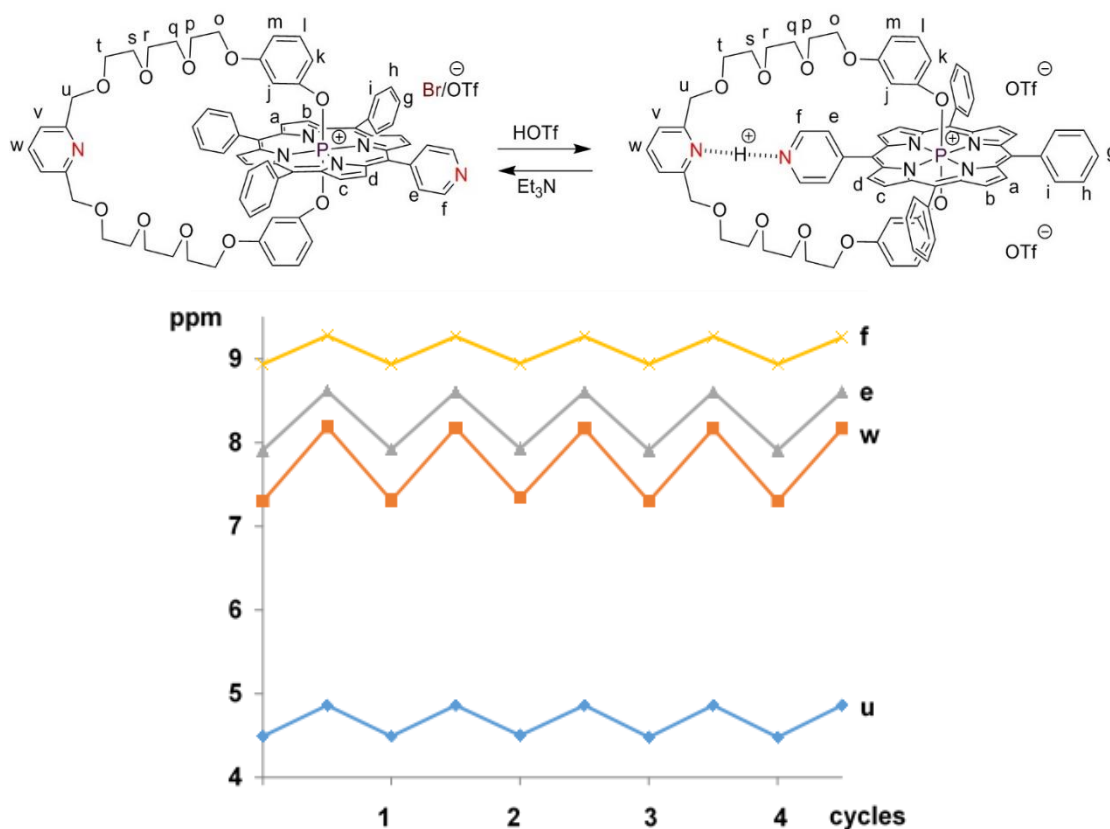 o m l
q p
s r k
t
u j h
i Br/OTf ⊖
v a b g
w N P ⊕
N N N N
c d N
e f
HOTf
Et₃N
o m l
q p
s r k
t
u j OTf ⊖
v f e
w N H ⊕ N P ⊕ g
N N N N
d c b a i h
OTf ⊖
O O O O O O O O O O
O O O O O O O O O O
ppm
9 f
8 e
w
7
6
5 u
4
1 2 3 4 cycles